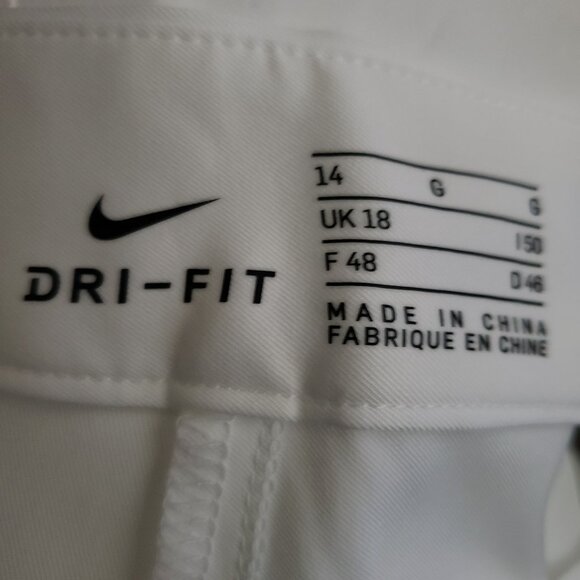 DRI-FIT
14 G G
UK 18 I 50
F 48 D 46
MADE IN CHINA
FABRIQUE EN CHINE